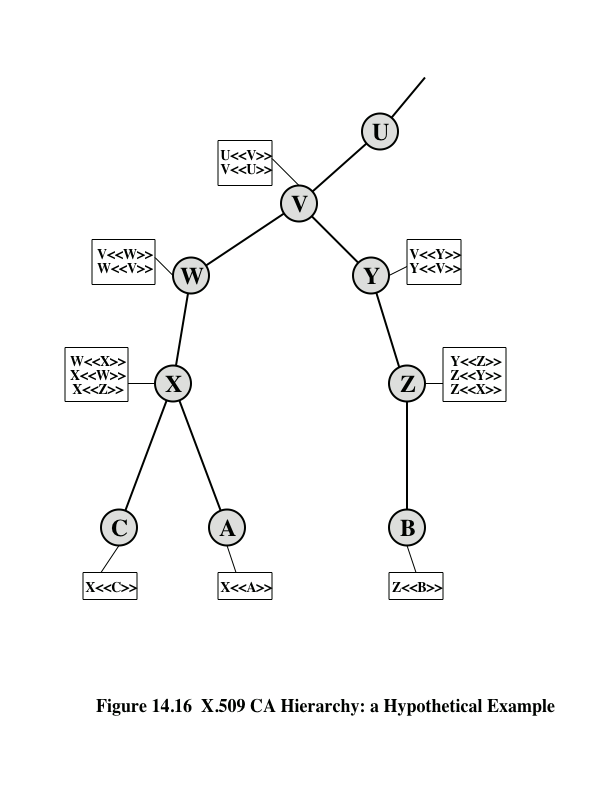 U
U<<V>>
V<<U>>
V
V<<W>>
W<<V>>
W
Y
V<<Y>>
Y<<V>>
W<<X>>
X<<W>>
X<<Z>>
X
Z
Y<<Z>>
Z<<Y>>
Z<<X>>
C
A
B
X<<C>>
X<<A>>
Z<<B>>
Figure 14.16 X.509 CA Hierarchy: a Hypothetical Example